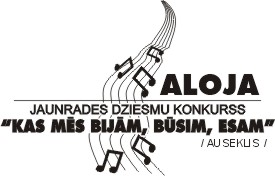 ALOJA
JAUNRADES DZIESMU KONKURSS
"KAS MĒS BIJĀM, BŪSIM, ESAM"
/ AUSEKLIS /